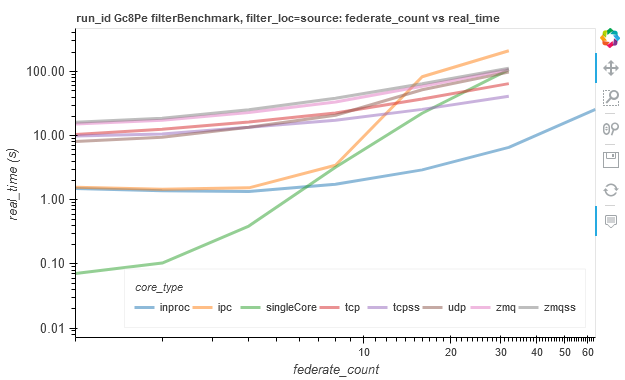 run_id Gc8Pe filterBenchmark, filter_loc=source: federate_count vs real_time
real_time (s)
100.00
10.00
1.00
0.10
0.01
core_type
inproc ipc singleCore tcp tcpss udp zmq zmqss
10 20 30 40 50 60
federate_count